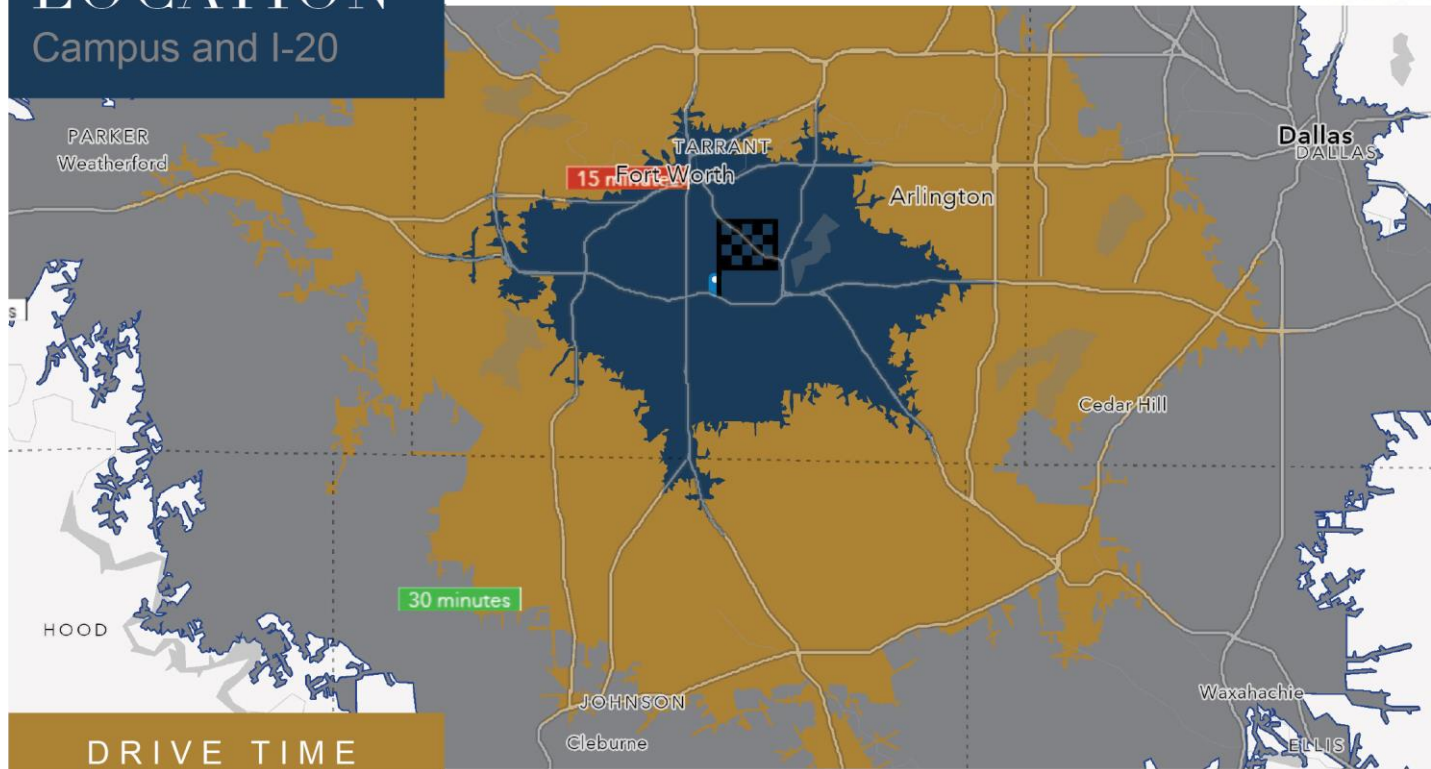 LOCATION
Campus and I-20
PARKER
Weatherford
TARRANT
15 minutes
Fort Worth
Dallas
DALLAS
Arlington
s
Cedar Hill
30 minutes
HOOD
JOHNSON
Cleburne
Waxahachie
ELLIS
DRIVE TIME